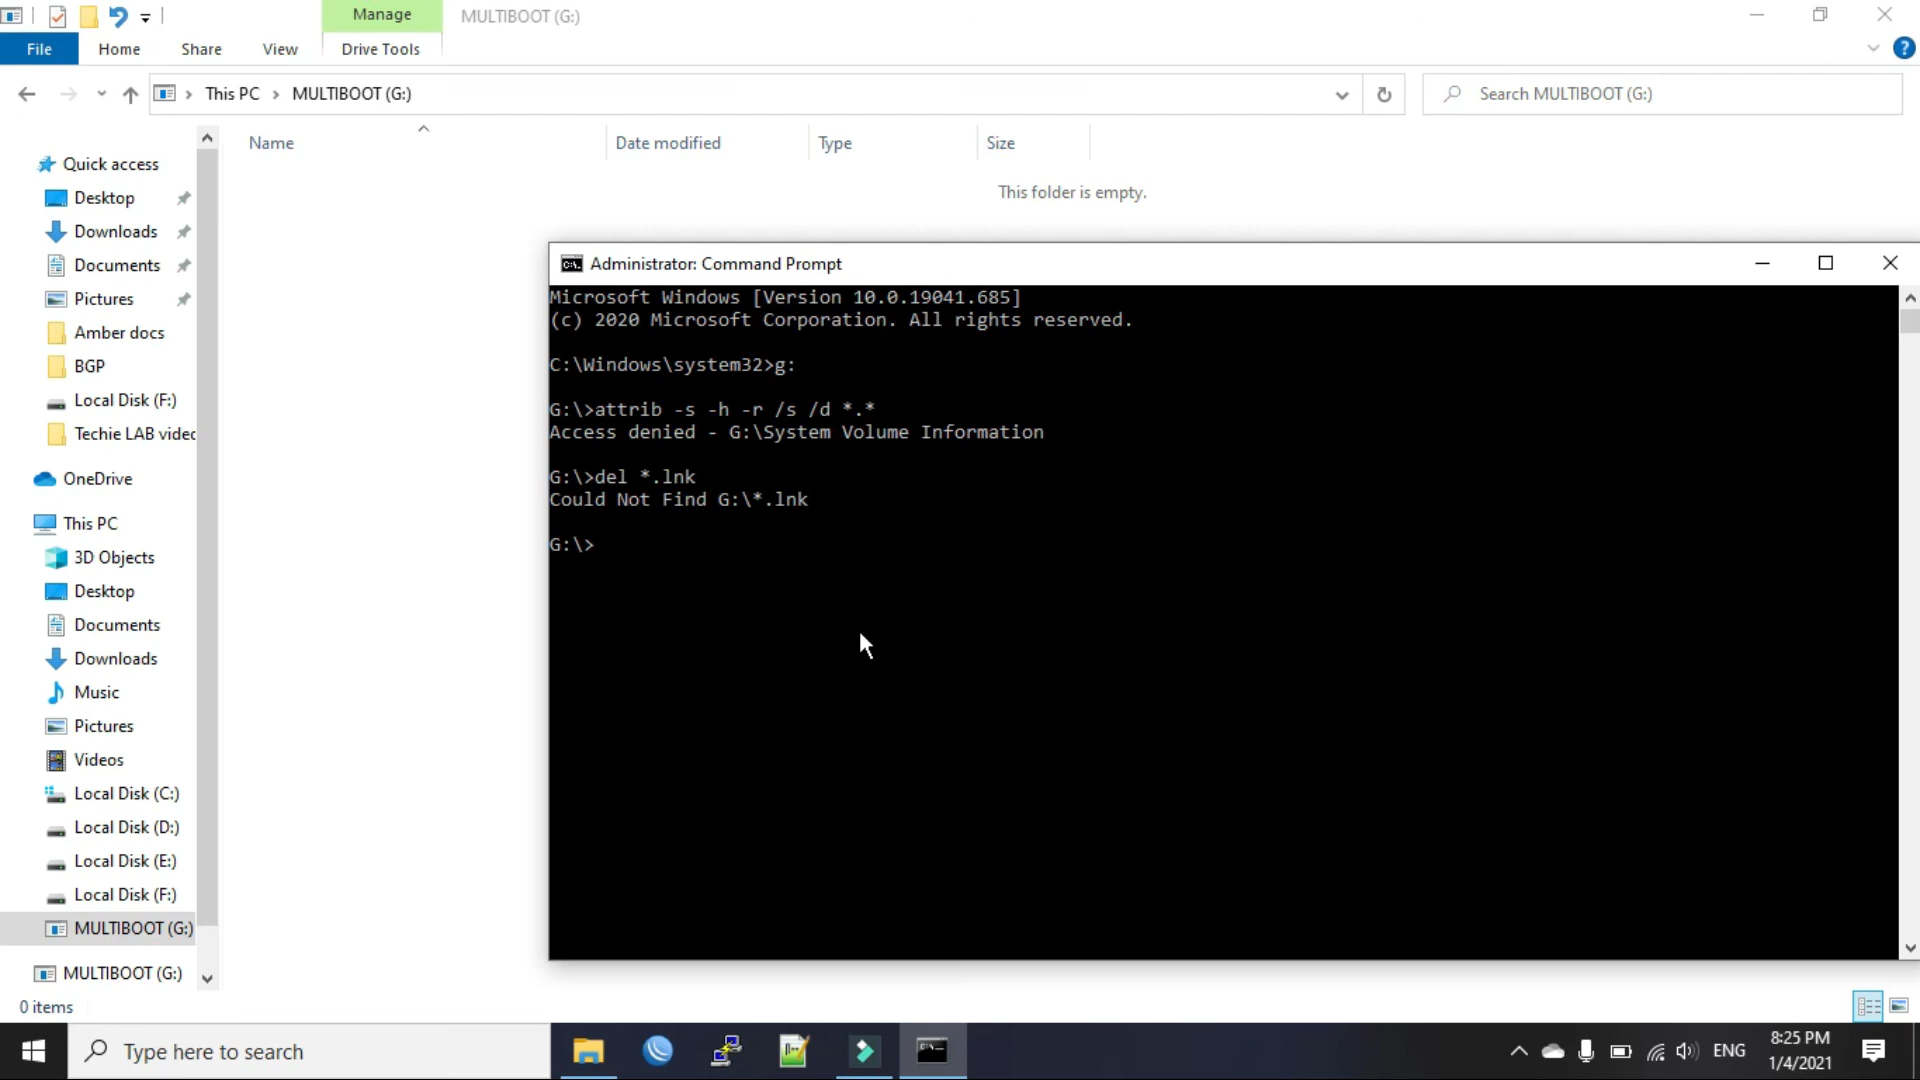 Manage
MULTIBOOT (G:)
File
Home
Share
View
Drive Tools
This PC
MULTIBOOT (G:)
Search MULTIBOOT (G:)
Name
Date modified
Type
Size
This folder is empty.
Quick access
Desktop
Downloads
Documents
Pictures
Amber docs
BGP
Local Disk (F:)
Techie LAB videc
OneDrive
This PC
3D Objects
Desktop
Documents
Downloads
Music
Pictures
Videos
Local Disk (C:)
Local Disk (D:)
Local Disk (E:)
Local Disk (F:)
MULTIBOOT (G:)
MULTIBOOT (G:)
0 items
Administrator: Command Prompt
Microsoft Windows [Version 10.0.19041.685]
(c) 2020 Microsoft Corporation. All rights reserved.
C:\Windows\system32>g:
G:\>attrib -s -h -r /s /d *.*
Access denied - G:\System Volume Information
G:\>del *.lnk
Could Not Find G:\*.lnk
G:\>
Type here to search
ENG
8:25 PM
1/4/2021